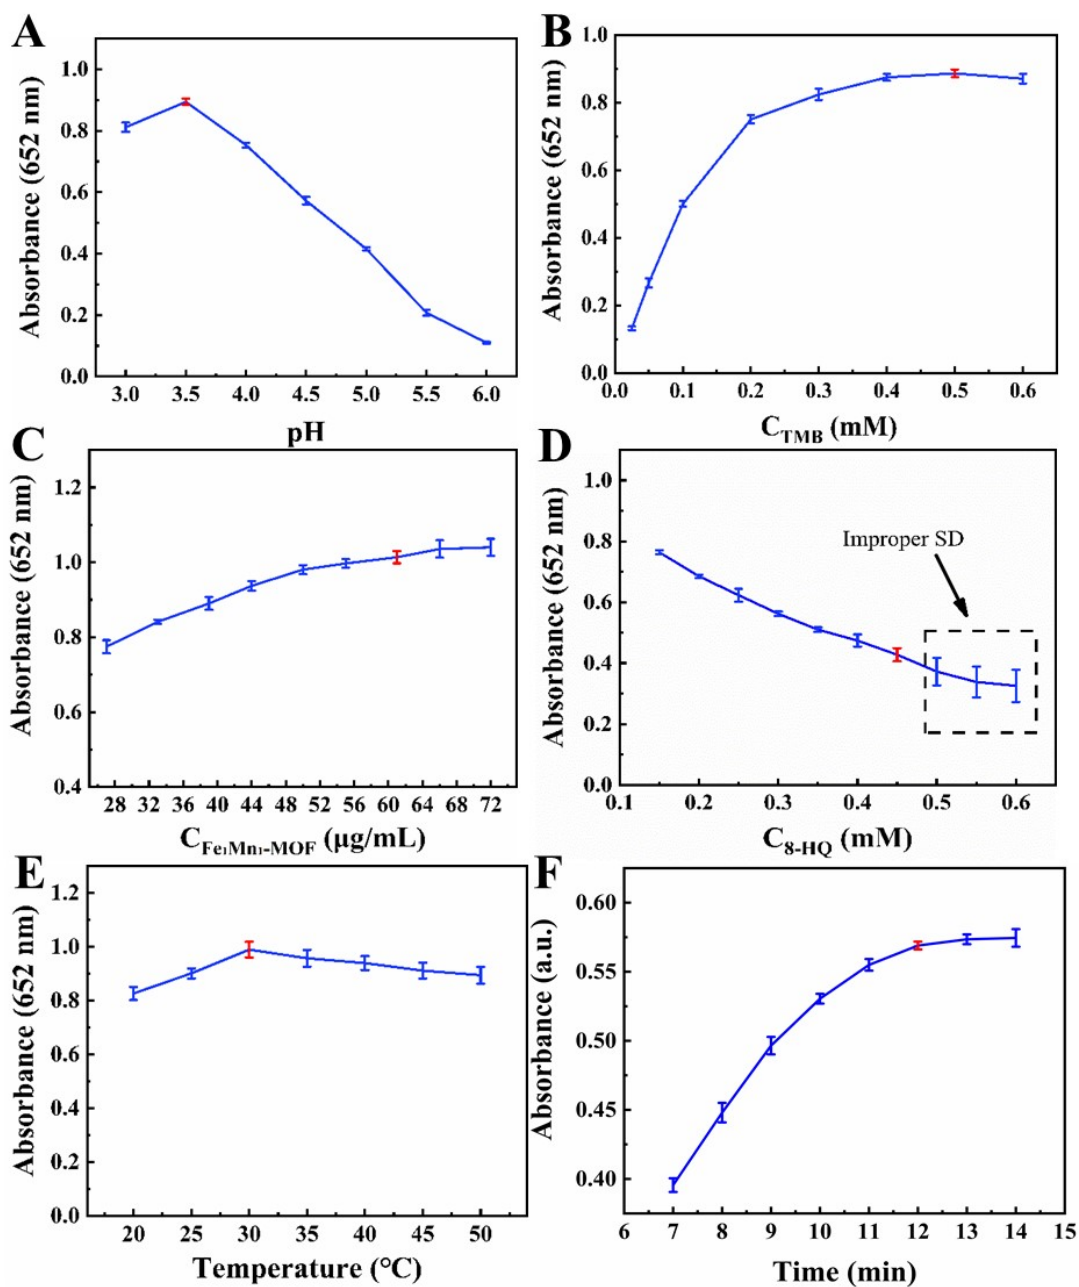 A
Absorbance (652 nm)
1.0
0.8
0.6
0.4
0.2
0.0
3.0 3.5 4.0 4.5 5.0 5.5 6.0
pH
B
Absorbance (652 nm)
1.0
0.8
0.6
0.4
0.2
0.0
0.0 0.1 0.2 0.3 0.4 0.5 0.6
C_TMB (mM)
C
Absorbance (652 nm)
1.2
1.0
0.8
0.6
0.4
28 32 36 40 44 48 52 56 60 64 68 72
C_Fe₁Mn₁-MOF (μg/mL)
D
Absorbance (652 nm)
1.0
0.8
0.6
0.4
0.2
0.0
Improper SD
0.1 0.2 0.3 0.4 0.5 0.6
C_8-HQ (mM)
E
Absorbance (652 nm)
1.2
1.0
0.8
0.6
0.4
0.2
0.0
20 25 30 35 40 45 50
Temperature (°C)
F
Absorbance (a.u.)
0.60
0.55
0.50
0.45
0.40
6 7 8 9 10 11 12 13 14 15
Time (min)